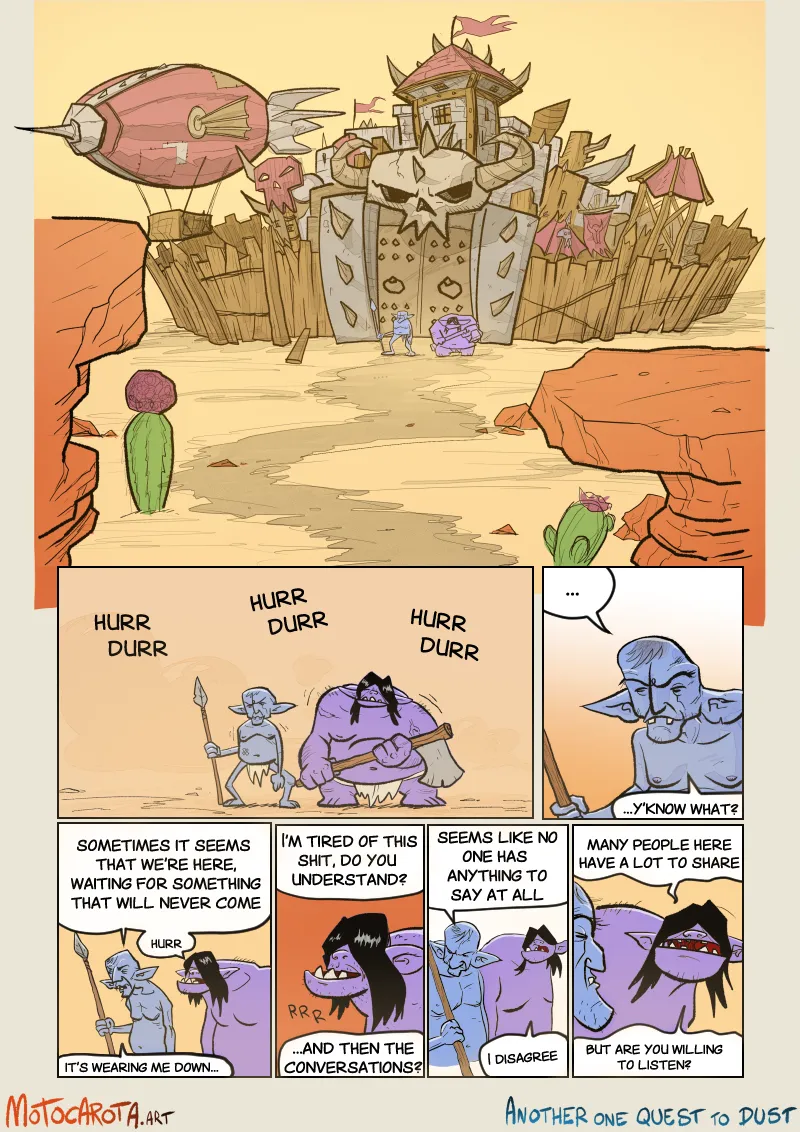 HURR
DURR
HURR
DURR
HURR
DURR
...
...Y'KNOW WHAT?
SOMETIMES IT SEEMS
THAT WE'RE HERE,
WAITING FOR SOMETHING
THAT WILL NEVER COME
HURR
IT'S WEARING ME DOWN...
I'M TIRED OF THIS
SHIT, DO YOU
UNDERSTAND?
RRR
...AND THEN THE
CONVERSATIONS?
SEEMS LIKE NO
ONE HAS
ANYTHING TO
SAY AT ALL
I DISAGREE
MANY PEOPLE HERE
HAVE A LOT TO SHARE
BUT ARE YOU WILLING
TO LISTEN?
MOTOCAROTA.ART
ANOTHER ONE QUEST TO DUST